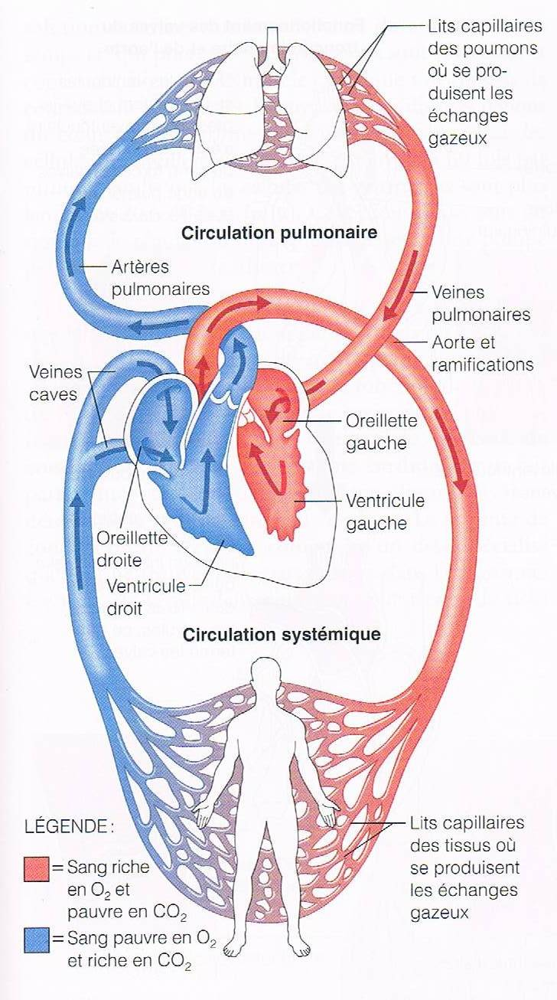 Lits capillaires
des poumons
où se pro-
duisent les
échanges
gazeux
Circulation pulmonaire
Artères
pulmonaires
Veines
pulmonaires
Aorte et
ramifications
Veines
caves
Oreillette
gauche
Ventricule
gauche
Oreillette
droite
Ventricule
droit
Circulation systémique
LÉGENDE :
= Sang riche
en O₂ et
pauvre en CO₂
= Sang pauvre en O₂
et riche en CO₂
Lits capillaires
des tissus où
se produisent
les échanges
gazeux